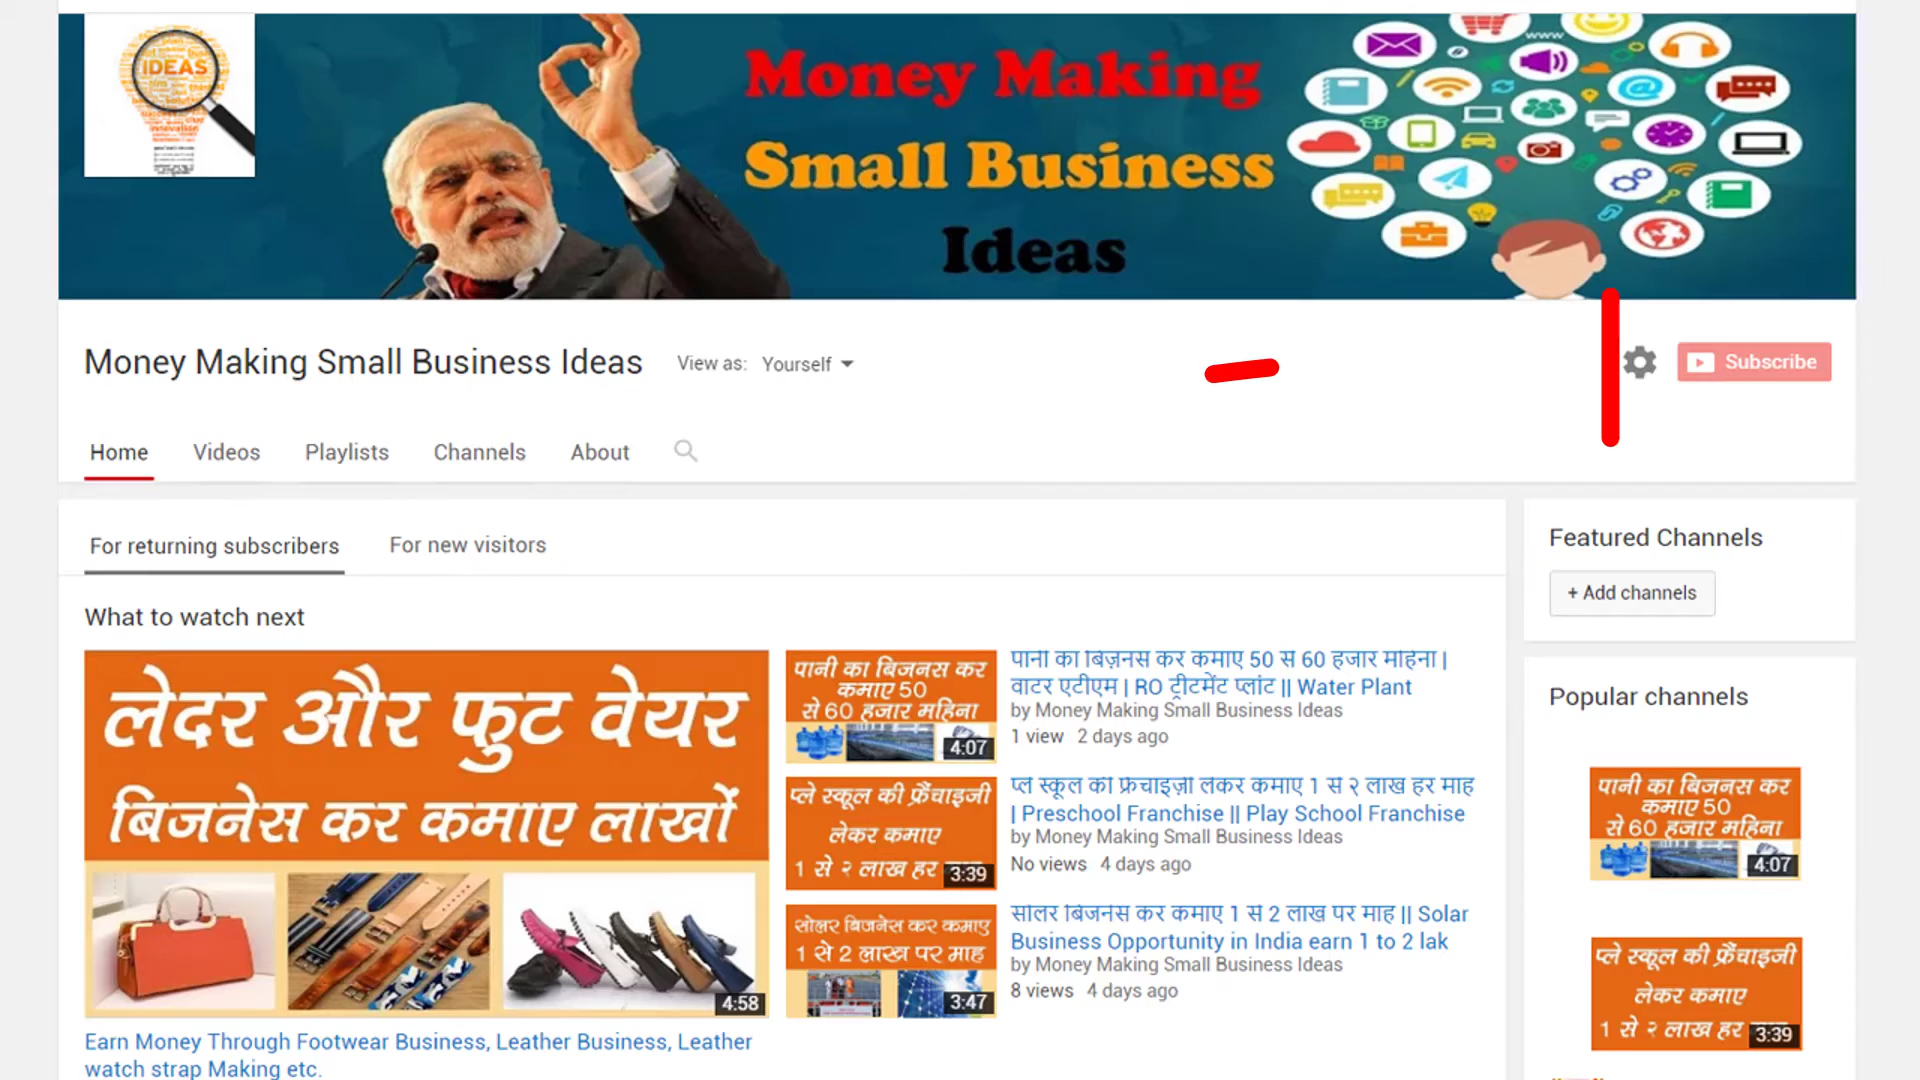 IDEAS
innovation
Money Making
Small Business
Ideas
www
Money Making Small Business Ideas
View as: Yourself
Subscribe
Home
Videos
Playlists
Channels
About
For returning subscribers
For new visitors
What to watch next
लेदर और फुट वेयर
बिजनेस कर कमाए लाखों
4:58
Earn Money Through Footwear Business, Leather Business, Leather
watch strap Making etc.
पानी का बिजनस कर
कमाए 50
से 60 हजार महिना
4:07
पानी का बिज़नस कर कमाए 50 से 60 हजार महिना |
वाटर एटीएम | RO ट्रीटमेंट प्लांट || Water Plant
by Money Making Small Business Ideas
1 view 2 days ago
प्ले स्कूल की फ्रैंचाइजी
लेकर कमाए
1 से २ लाख हर
3:39
प्ले स्कूल की फ्रेंचाइज़ी लेकर कमाए 1 से २ लाख हर माह
| Preschool Franchise || Play School Franchise
by Money Making Small Business Ideas
No views 4 days ago
सोलर बिजनेस कर कमाए
1 से 2 लाख पर माह
3:47
सोलर बिजनेस कर कमाए 1 से 2 लाख पर माह || Solar
Business Opportunity in India earn 1 to 2 lak
by Money Making Small Business Ideas
8 views 4 days ago
Featured Channels
+ Add channels
Popular channels
पानी का बिजनस कर
कमाए 50
से 60 हजार महिना
4:07
प्ले स्कूल की फ्रैंचाइजी
लेकर कमाए
1 से २ लाख हर
3:39